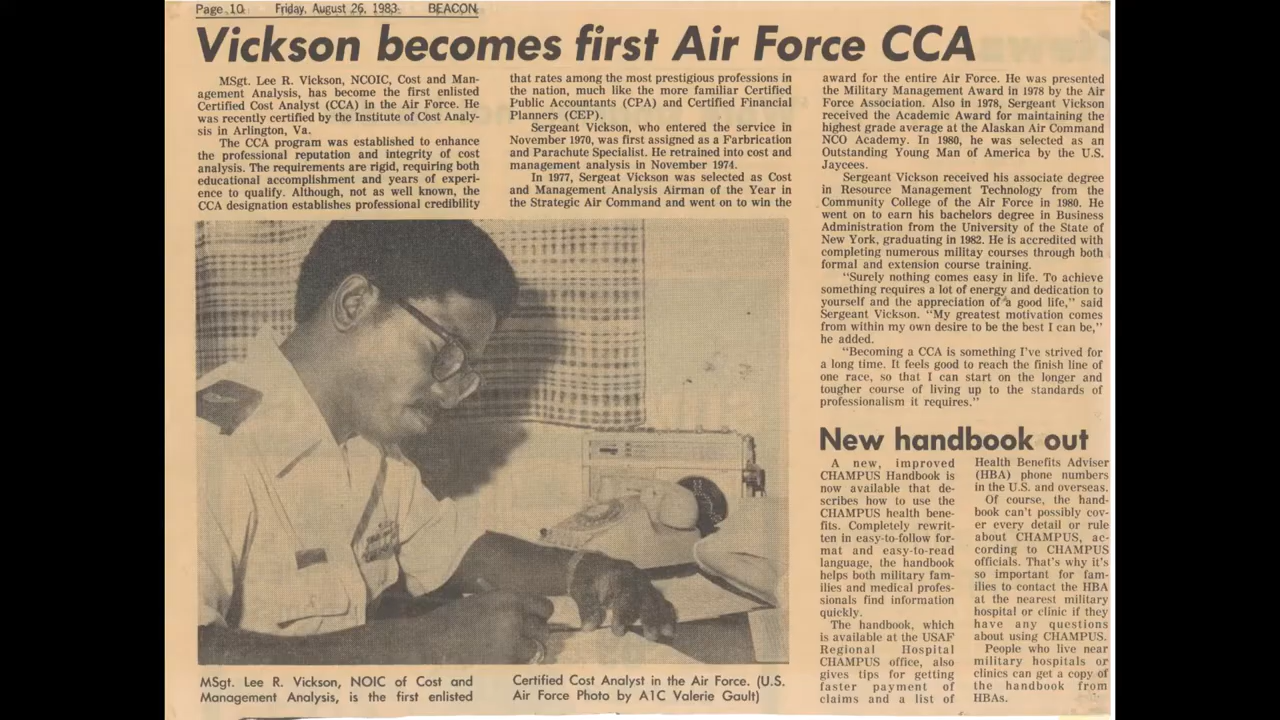 Page 10 Friday, August 26, 1983 BEACON
Vickson becomes first Air Force CCA
MSgt. Lee R. Vickson, NCOIC, Cost and Man-
agement Analysis, has become the first enlisted
Certified Cost Analyst (CCA) in the Air Force. He
was recently certified by the Institute of Cost Analy-
sis in Arlington, Va.
The CCA program was established to enhance
the professional reputation and integrity of cost
analysis. The requirements are rigid, requiring both
educational accomplishment and years of experi-
ence to qualify. Although, not as well known, the
CCA designation establishes professional credibility
that rates among the most prestigious professions in
the nation, much like the more familiar Certified
Public Accountants (CPA) and Certified Financial
Planners (CEP).
Sergeant Vickson, who entered the service in
November 1970, was first assigned as a Farbrication
and Parachute Specialist. He retrained into cost and
management analysis in November 1974.
In 1977, Sergeat Vickson was selected as Cost
and Management Analysis Airman of the Year in
the Strategic Air Command and went on to win the
award for the entire Air Force. He was presented
the Military Management Award in 1978 by the Air
Force Association. Also in 1978, Sergeant Vickson
received the Academic Award for maintaining the
highest grade average at the Alaskan Air Command
NCO Academy. In 1980, he was selected as an
Outstanding Young Man of America by the U.S.
Jaycees.
Sergeant Vickson received his associate degree
in Resource Management Technology from the
Community College of the Air Force in 1980. He
went on to earn his bachelors degree in Business
Administration from the University of the State of
New York, graduating in 1982. He is accredited with
completing numerous military courses through both
formal and extension course training.
"Surely nothing comes easy in life. To achieve
something requires a lot of energy and dedication to
yourself and the appreciation of a good life," said
Sergeant Vickson. "My greatest motivation comes
from within my own desire to be the best I can be,"
he added.
"Becoming a CCA is something I've strived for
a long time. It feels good to reach the finish line of
one race, so that I can start on the longer and
tougher course of living up to the standards of
professionalism it requires."
MSgt. Lee R. Vickson, NOIC of Cost and
Management Analysis, is the first enlisted
Certified Cost Analyst in the Air Force. (U.S.
Air Force Photo by A1C Valerie Gault)
New handbook out
A new, improved
CHAMPUS Handbook is
now available that de-
scribes how to use the
CHAMPUS health bene-
fits. Completely rewrit-
ten in easy-to-follow for-
mat and easy-to-read
language, the handbook
helps both military fam-
ilies and medical profes-
sionals find information
quickly.
The handbook, which
is available at the USAF
Regional Hospital
CHAMPUS office, also
gives tips for getting
faster payment of
claims and a list of
Health Benefits Adviser
(HBA) phone numbers
in the U.S. and overseas.
Of course, the hand-
book can't possibly cov-
er every detail or rule
about CHAMPUS, ac-
cording to CHAMPUS
officials. That's why it's
so important for fam-
ilies to contact the HBA
at the nearest military
hospital or clinic if they
have any questions
about using CHAMPUS.
People who live near
military hospitals or
clinics can get a copy of
the handbook from
HBAs.